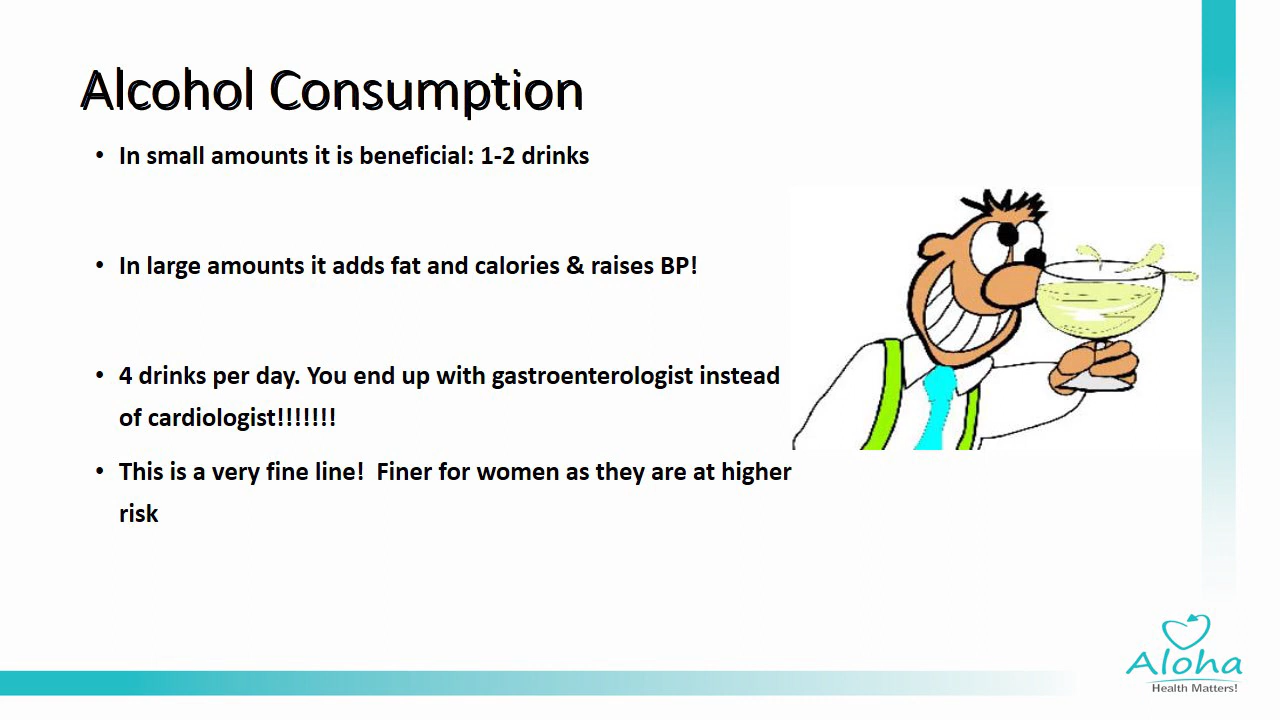 Alcohol Consumption
• In small amounts it is beneficial: 1-2 drinks
• In large amounts it adds fat and calories & raises BP!
• 4 drinks per day. You end up with gastroenterologist instead
of cardiologist!!!!!!!
• This is a very fine line!  Finer for women as they are at higher
risk
Aloha
Health Matters!